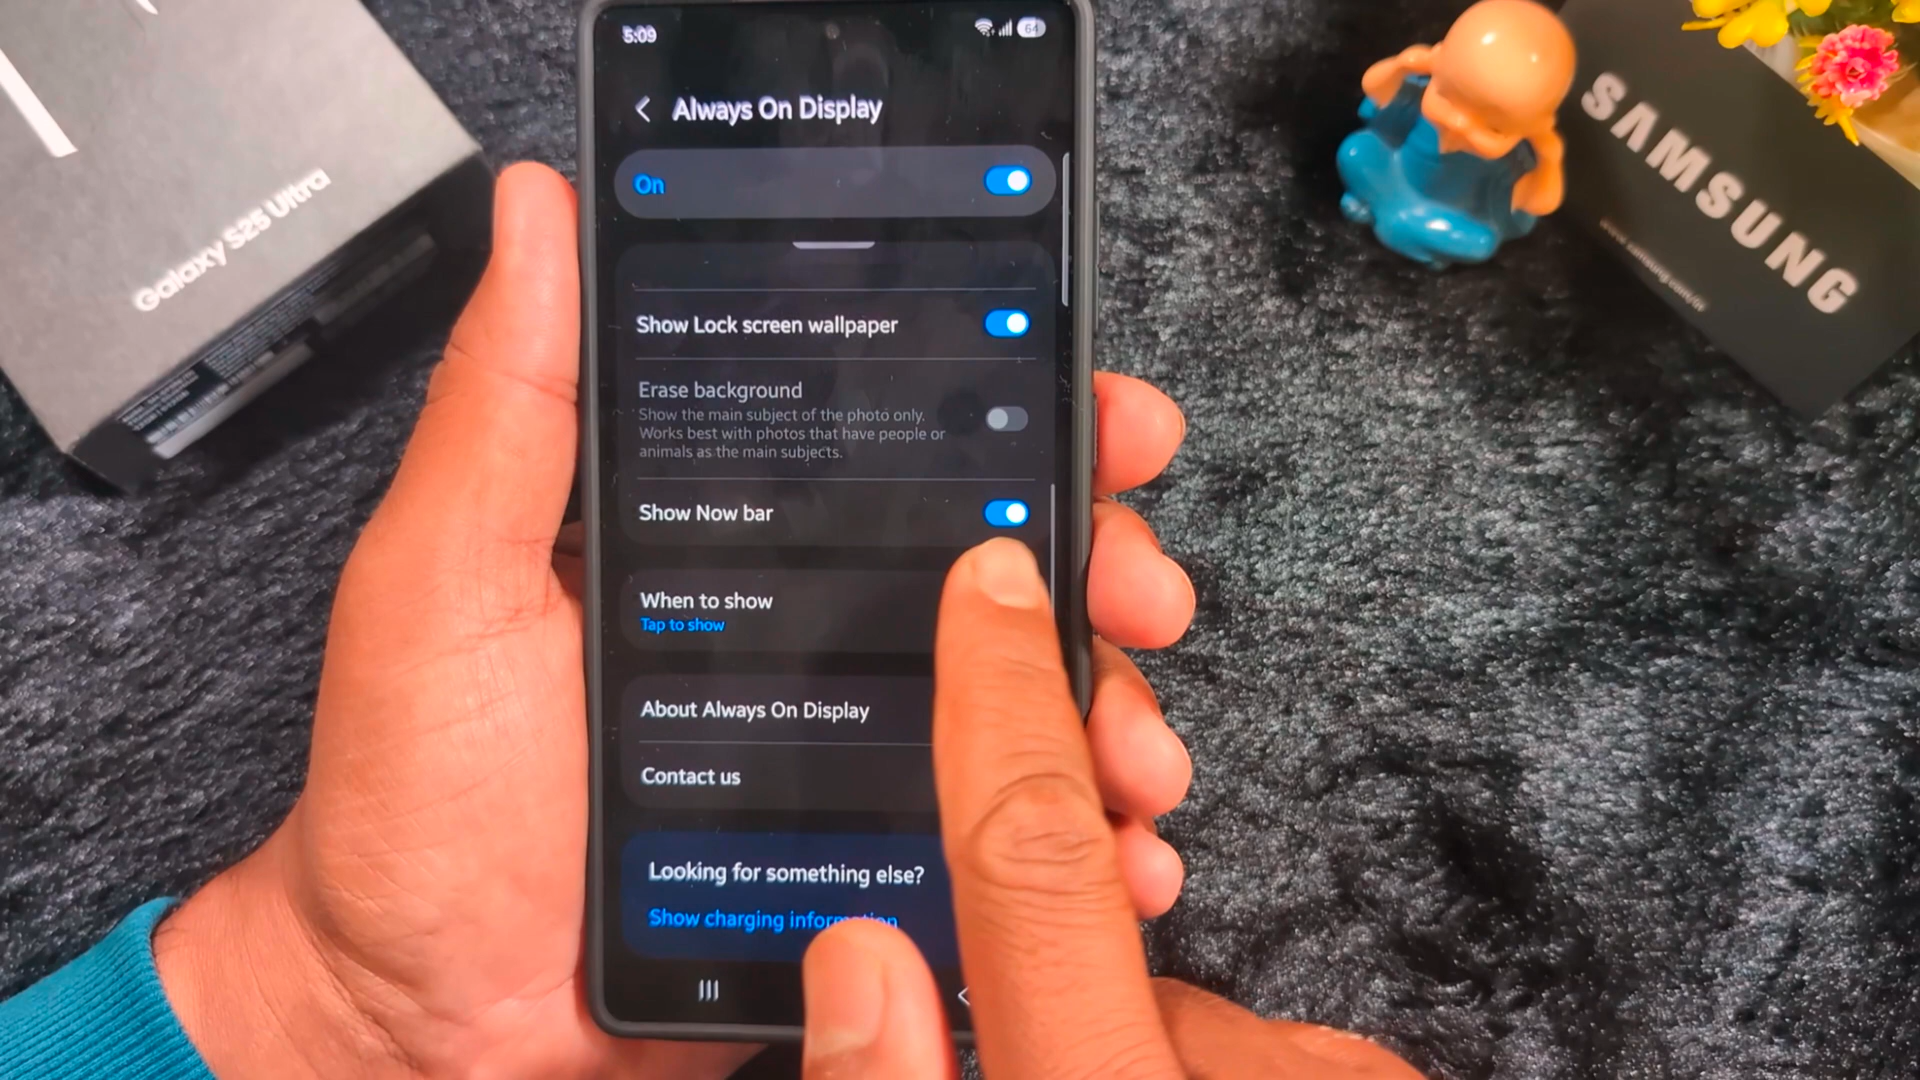 5:09
64
Always On Display
On
Show Lock screen wallpaper
Erase background
Show the main subject of the photo only.
Works best with photos that have people or
animals as the main subjects.
Show Now bar
When to show
Tap to show
About Always On Display
Contact us
Looking for something else?
Show charging information
Galaxy S25 Ultra
SAMSUNG